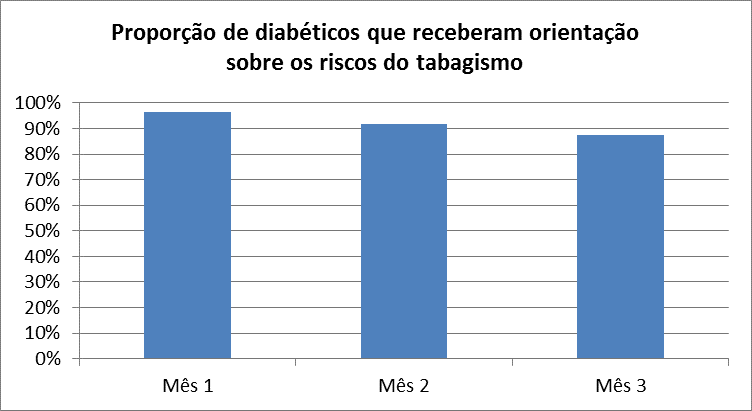 Proporção de diabéticos que receberam orientação
sobre os riscos do tabagismo
100%
90%
80%
70%
60%
50%
40%
30%
20%
10%
0%
Mês 1
Mês 2
Mês 3